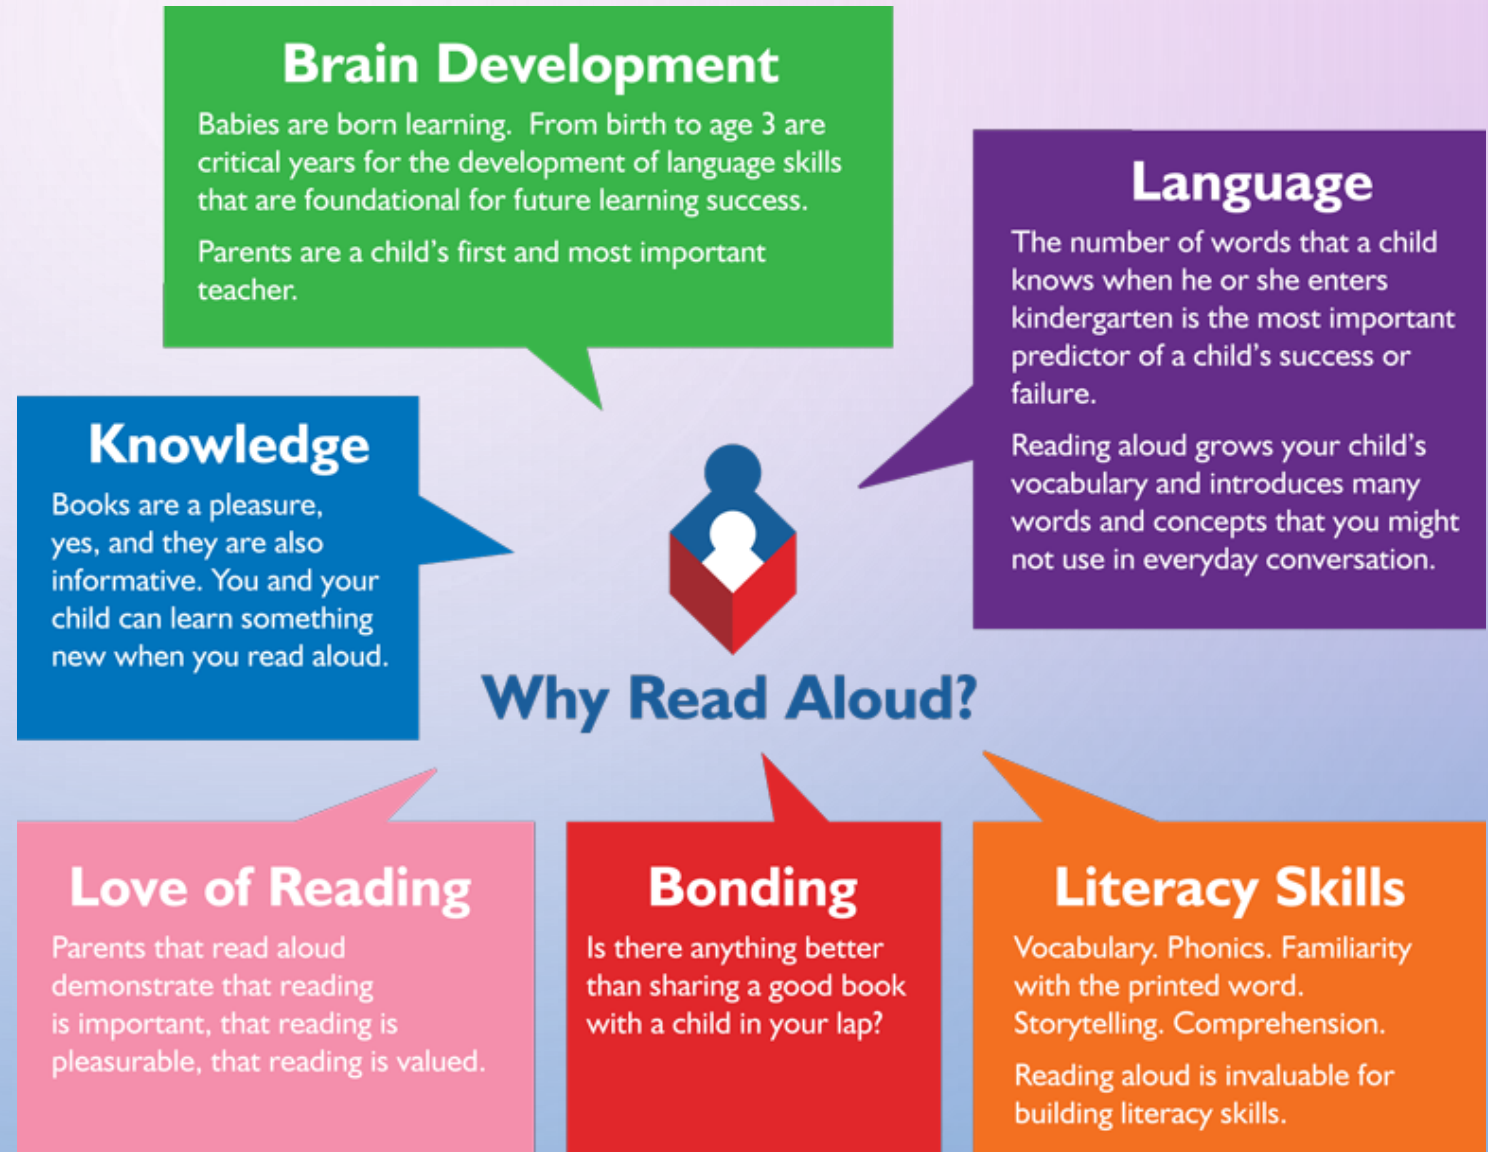 Brain Development
Babies are born learning.  From birth to age 3 are
critical years for the development of language skills
that are foundational for future learning success.
Parents are a child's first and most important
teacher.
Language
The number of words that a child
knows when he or she enters
kindergarten is the most important
predictor of a child's success or
failure.
Reading aloud grows your child's
vocabulary and introduces many
words and concepts that you might
not use in everyday conversation.
Knowledge
Books are a pleasure,
yes, and they are also
informative. You and your
child can learn something
new when you read aloud.
Why Read Aloud?
Love of Reading
Parents that read aloud
demonstrate that reading
is important, that reading is
pleasurable, that reading is valued.
Bonding
Is there anything better
than sharing a good book
with a child in your lap?
Literacy Skills
Vocabulary. Phonics. Familiarity
with the printed word.
Storytelling. Comprehension.
Reading aloud is invaluable for
building literacy skills.